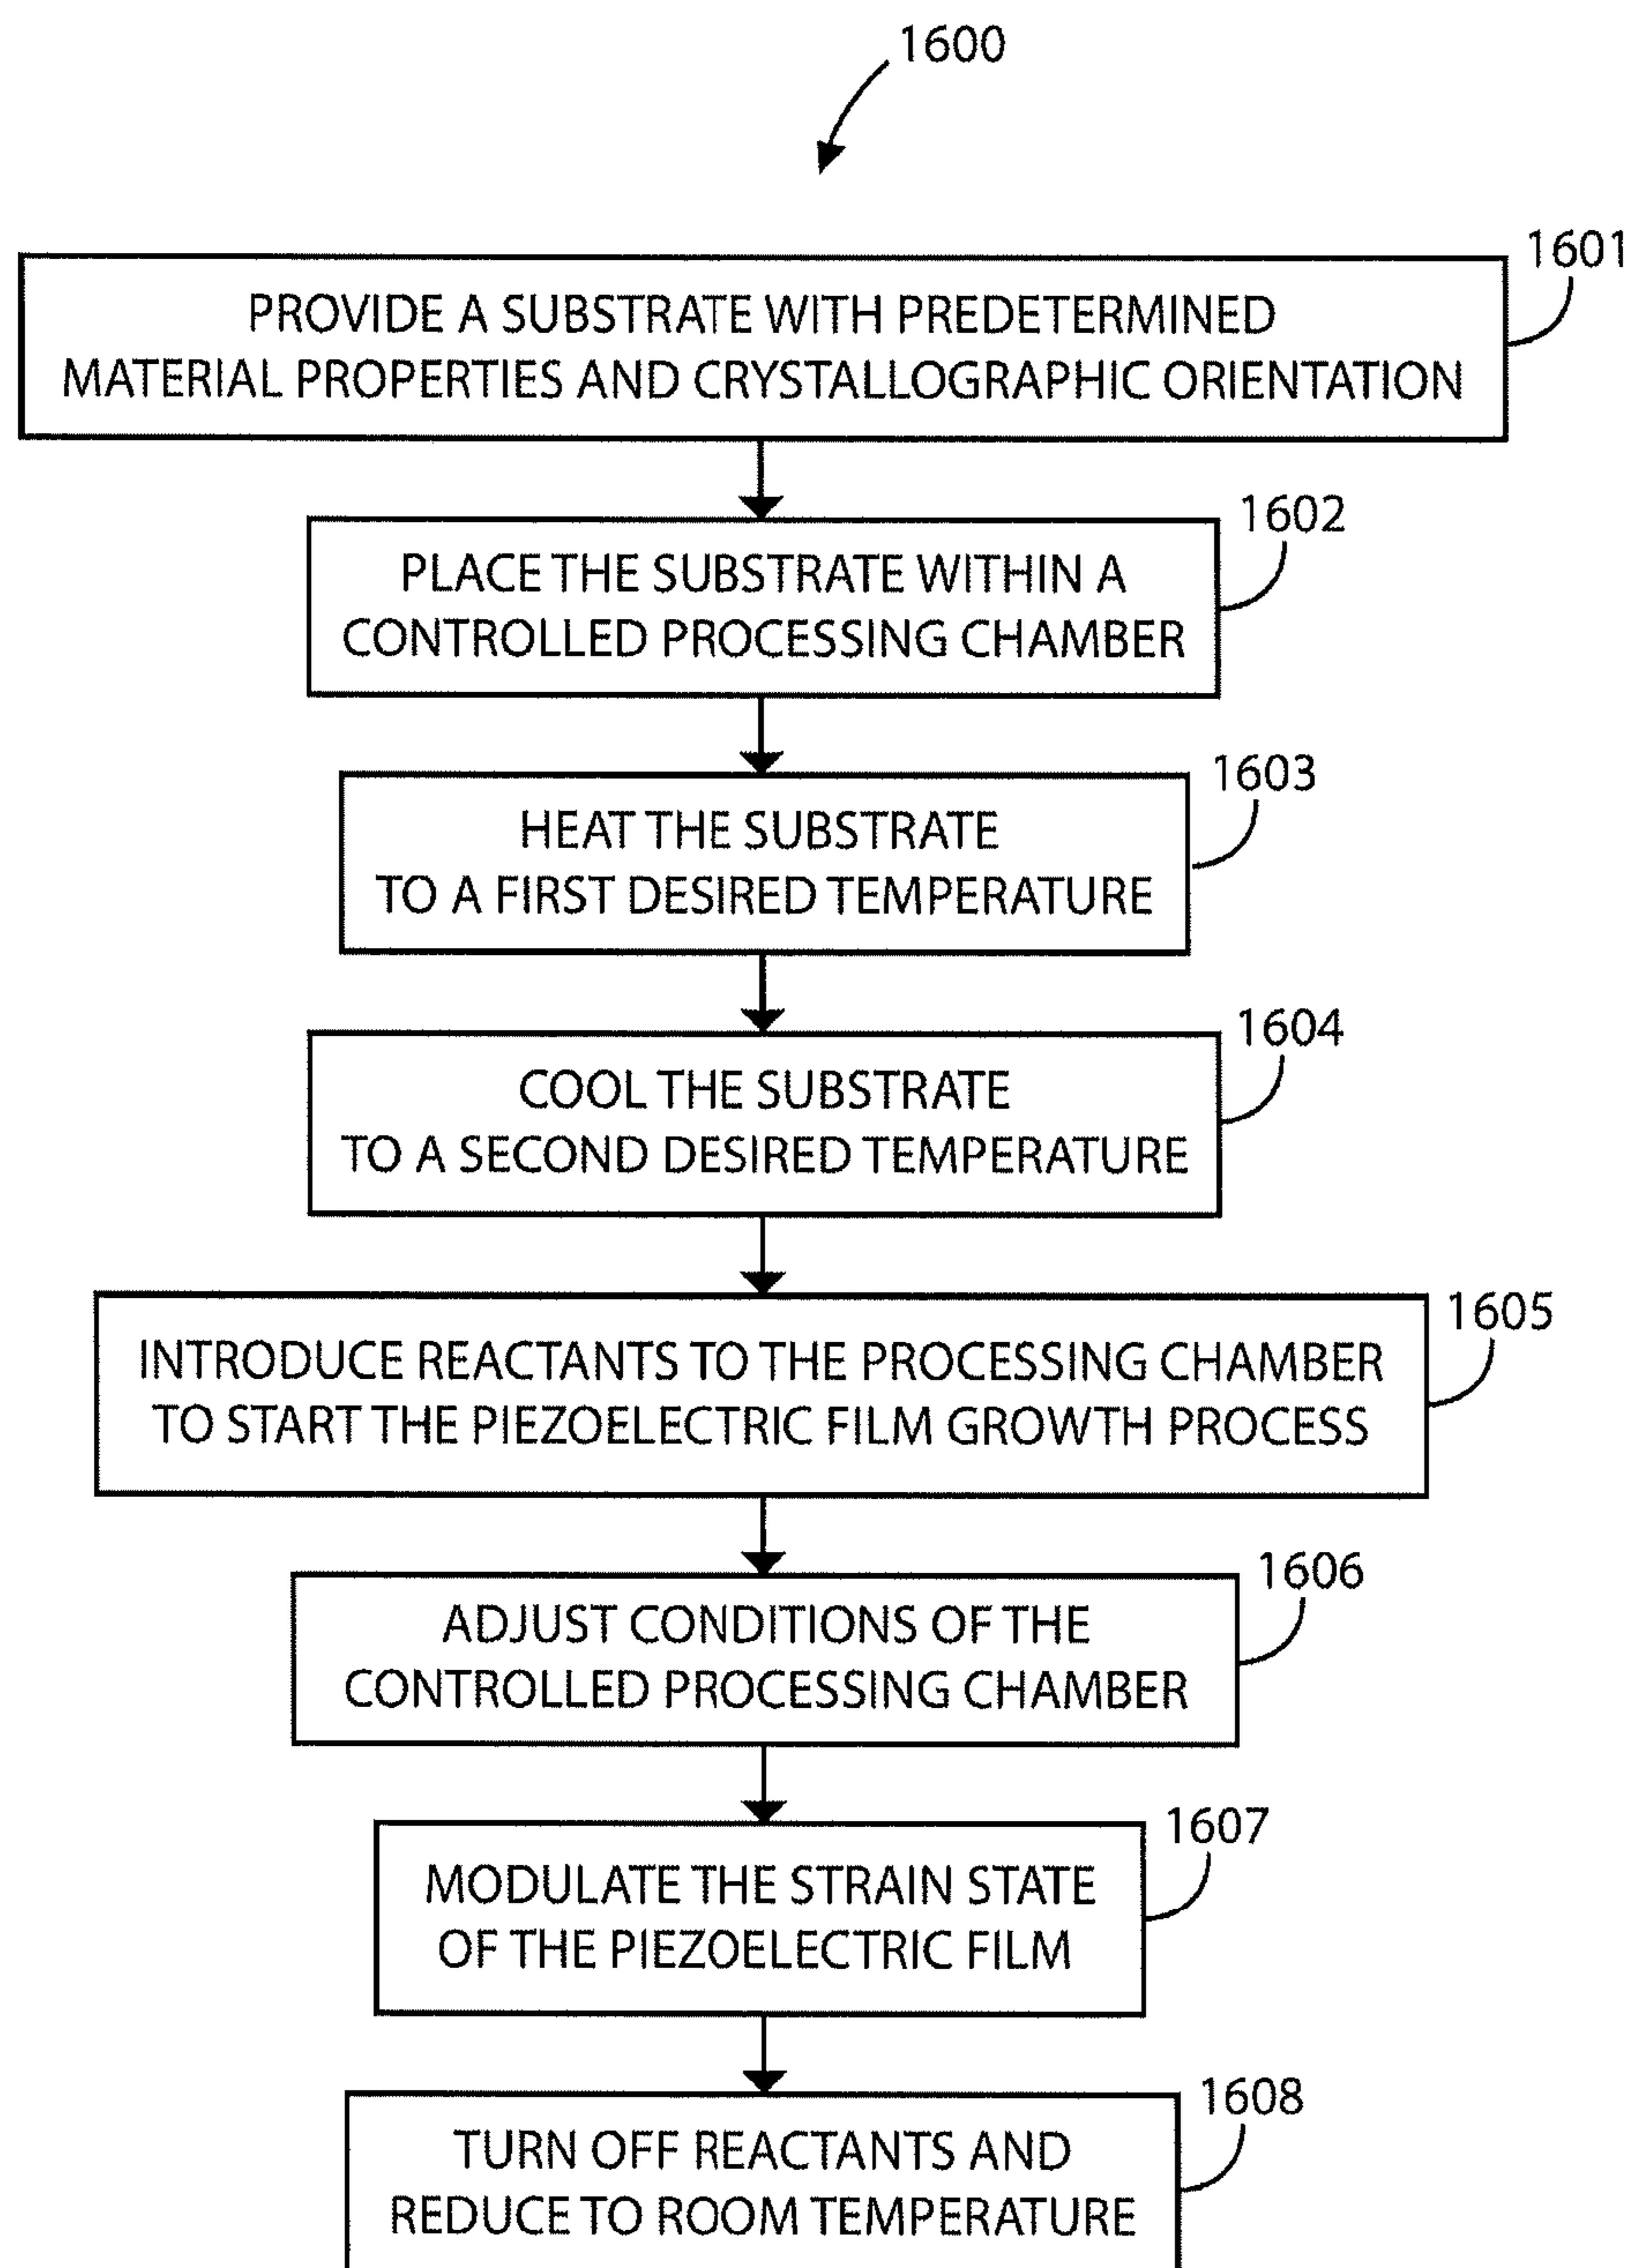 1600
1601
PROVIDE A SUBSTRATE WITH PREDETERMINED
MATERIAL PROPERTIES AND CRYSTALLOGRAPHIC ORIENTATION
1602
PLACE THE SUBSTRATE WITHIN A
CONTROLLED PROCESSING CHAMBER
1603
HEAT THE SUBSTRATE
TO A FIRST DESIRED TEMPERATURE
1604
COOL THE SUBSTRATE
TO A SECOND DESIRED TEMPERATURE
1605
INTRODUCE REACTANTS TO THE PROCESSING CHAMBER
TO START THE PIEZOELECTRIC FILM GROWTH PROCESS
1606
ADJUST CONDITIONS OF THE
CONTROLLED PROCESSING CHAMBER
1607
MODULATE THE STRAIN STATE
OF THE PIEZOELECTRIC FILM
1608
TURN OFF REACTANTS AND
REDUCE TO ROOM TEMPERATURE